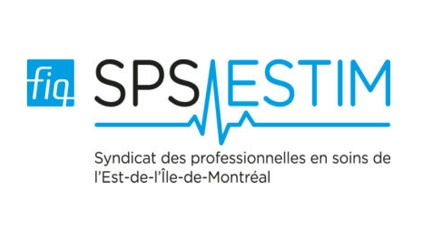 fiq SPS ESTIM
Syndicat des professionnelles en soins de
l'Est-de-l'Île-de-Montréal